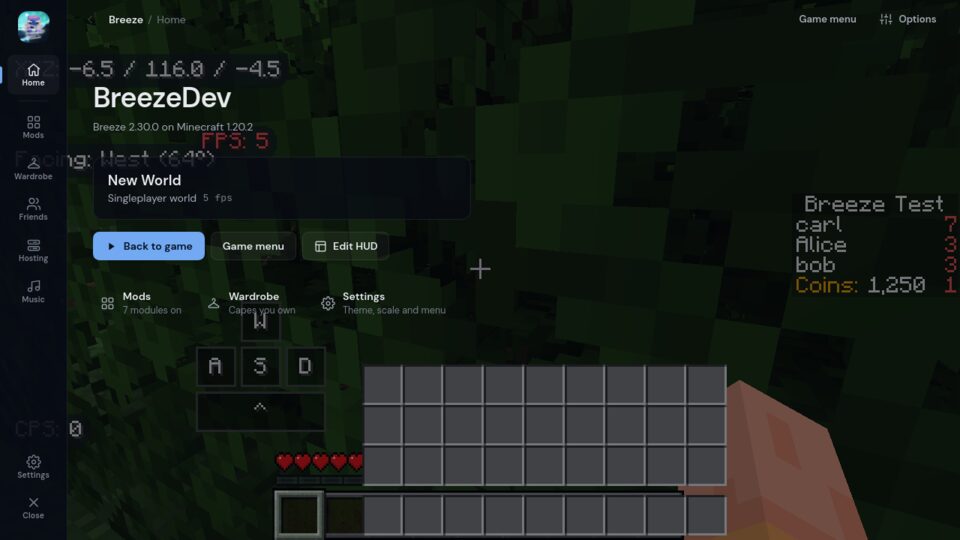 Breeze / Home
Game menu
Options
XYZ: -6.5 / 116.0 / -4.5
Home
BreezeDev
Breeze 2.30.0 on Minecraft 1.20.2
FPS: 5
Mods
Facing: West (64°)
Wardrobe
New World
Singleplayer world 5 fps
Friends
Breeze Test
carl 7
Alice 3
bob 3
Coins: 1,250 1
Back to game
Game menu
Edit HUD
Hosting
Music
Mods
7 modules on
Wardrobe
Capes you own
Settings
Theme, scale and menu
W
A S D
^
CPS: 0
Settings
Close